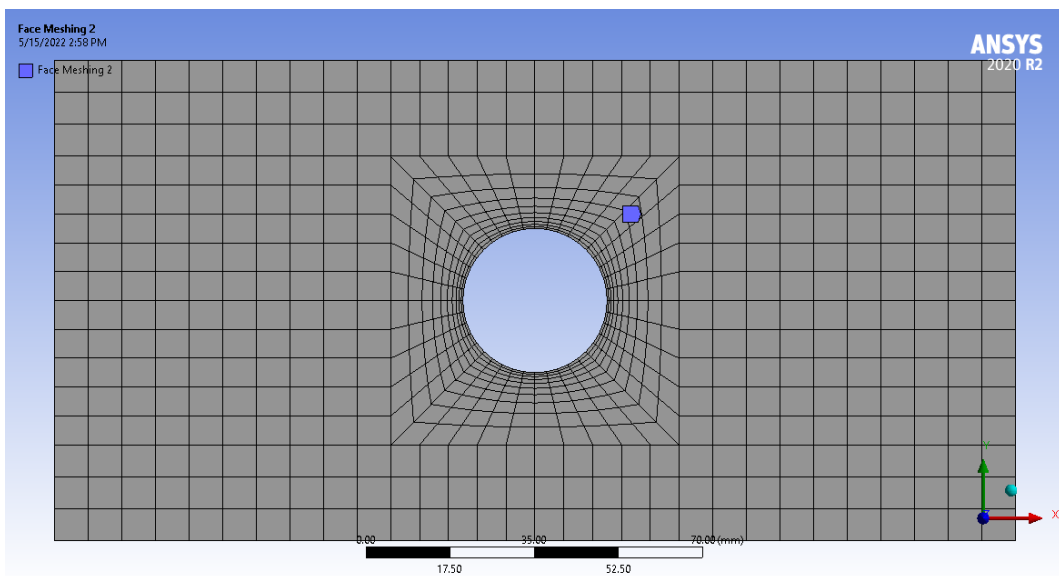 Face Meshing 2
5/15/2022 2:58 PM
Face Meshing 2
ANSYS
2020 R2
Y
Z
X
0.00 35.00 70.00 (mm)
17.50 52.50